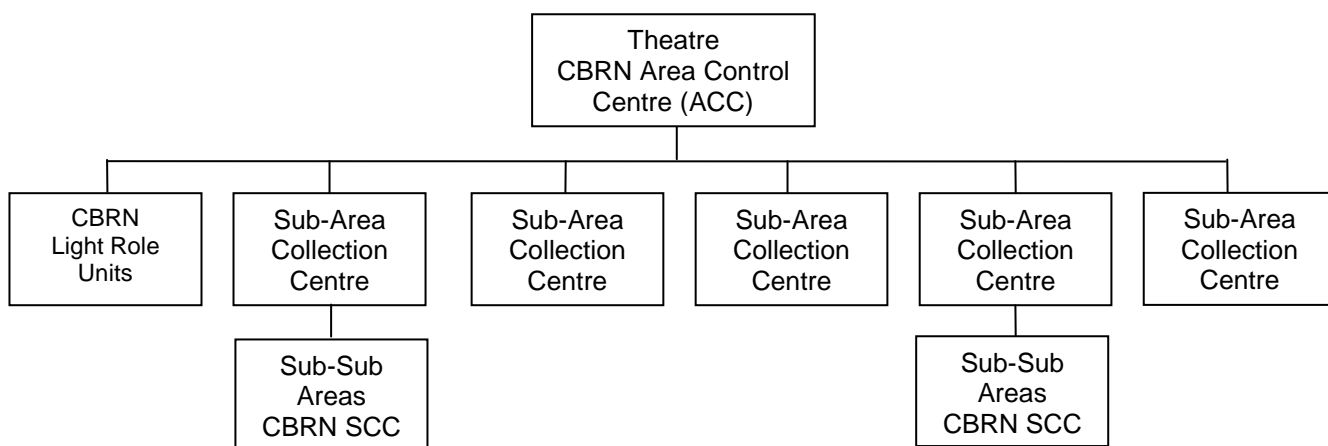 Theatre
CBRN Area Control
Centre (ACC)
CBRN
Light Role
Units
Sub-Area
Collection
Centre
Sub-Area
Collection
Centre
Sub-Area
Collection
Centre
Sub-Area
Collection
Centre
Sub-Area
Collection
Centre
Sub-Sub
Areas
CBRN SCC
Sub-Sub
Areas
CBRN SCC